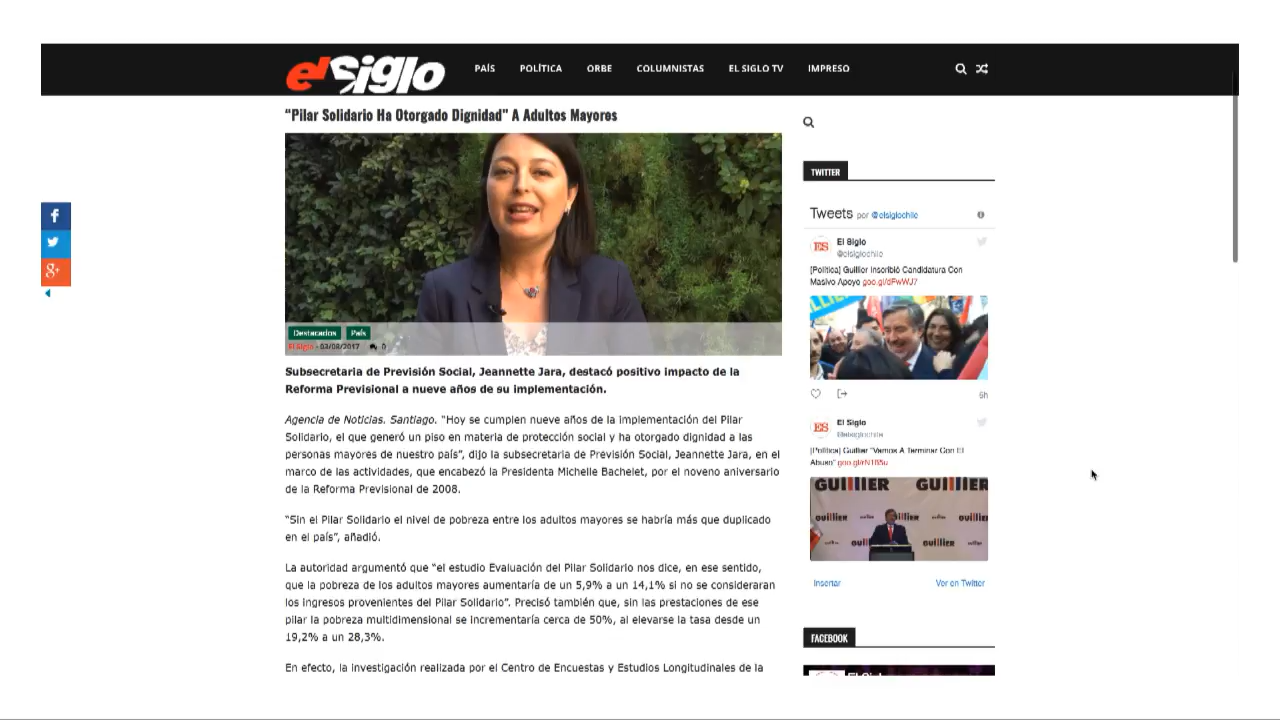 el Siglo
PAÍS POLÍTICA ORBE COLUMNISTAS EL SIGLO TV IMPRESO
“Pilar Solidario Ha Otorgado Dignidad” A Adultos Mayores
Destacados País
El Siglo - 03/08/2017 0
Subsecretaria de Previsión Social, Jeannette Jara, destacó positivo impacto de la
Reforma Previsional a nueve años de su implementación.
Agencia de Noticias. Santiago. “Hoy se cumplen nueve años de la implementación del Pilar
Solidario, el que generó un piso en materia de protección social y ha otorgado dignidad a las
personas mayores de nuestro país”, dijo la subsecretaria de Previsión Social, Jeannette Jara, en el
marco de las actividades, que encabezó la Presidenta Michelle Bachelet, por el noveno aniversario
de la Reforma Previsional de 2008.
“Sin el Pilar Solidario el nivel de pobreza entre los adultos mayores se habría más que duplicado
en el país”, añadió.
La autoridad argumentó que “el estudio Evaluación del Pilar Solidario nos dice, en ese sentido,
que la pobreza de los adultos mayores aumentaría de un 5,9% a un 14,1% si no se consideraran
los ingresos provenientes del Pilar Solidario”. Precisó también que, sin las prestaciones de ese
pilar la pobreza multidimensional se incrementaría cerca de 50%, al elevarse la tasa desde un
19,2% a un 28,3%.
En efecto, la investigación realizada por el Centro de Encuestas y Estudios Longitudinales de la
TWITTER
Tweets por @elsiglochile
ES El Siglo
@elsiglochile
[Política] Guillier Inscribió Candidatura Con
Masivo Apoyo goo.gl/dFwWJ7
6h
ES El Siglo
@elsiglochile
[Política] Guillier “Vamos A Terminar Con El
Abuso” goo.gl/rN1B5u
GUILLIER GUILLIER
guillier guillier
guillier guillier
Insertar Ver en Twitter
FACEBOOK
f
g+